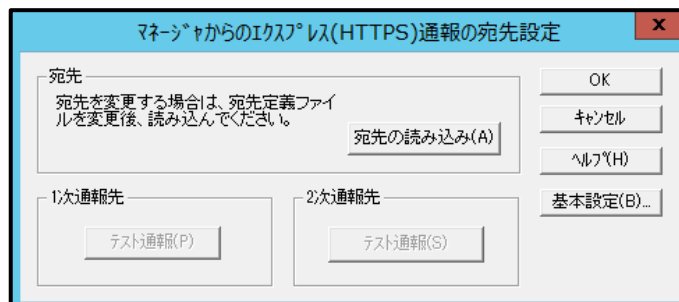 ﾏﾈｰｼﾞｬからのｴｸｽﾌﾟﾚｽ(HTTPS)通報の宛先設定
x
宛先
宛先を変更する場合は、宛先定義ファイ
ルを変更後、読み込んでください。
宛先の読み込み(A)
OK
ｷｬﾝｾﾙ
ﾍﾙﾌﾟ(H)
基本設定(B)...
1次通報先
テスト通報(P)
2次通報先
テスト通報(S)